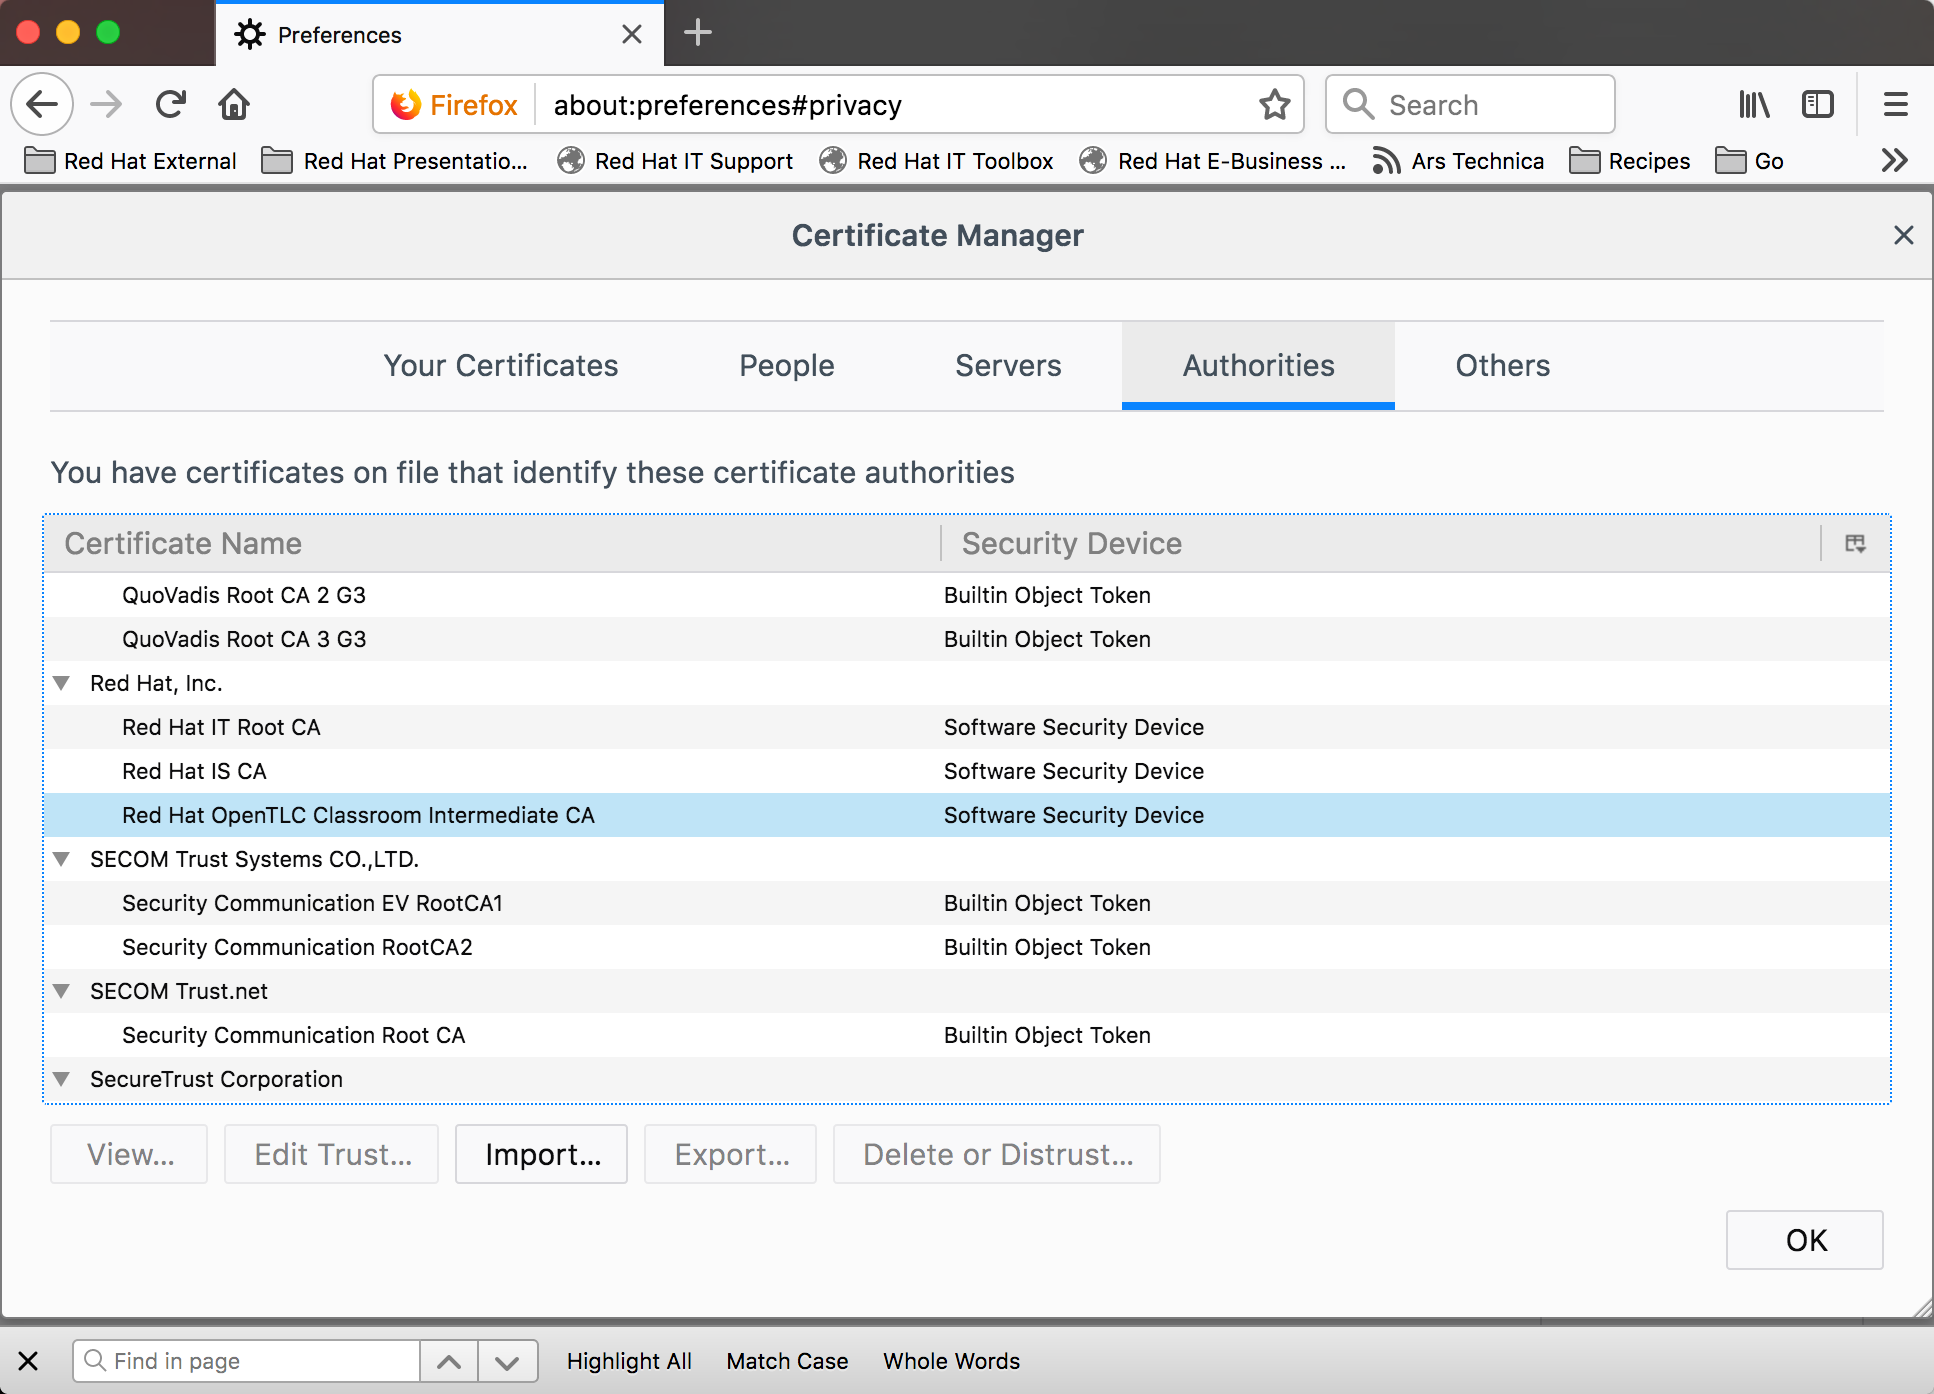 Preferences
Firefox about:preferences#privacy Search
Red Hat External Red Hat Presentatio... Red Hat IT Support Red Hat IT Toolbox Red Hat E-Business ... Ars Technica Recipes Go
Certificate Manager
Your Certificates People Servers Authorities Others
You have certificates on file that identify these certificate authorities
Certificate Name Security Device
QuoVadis Root CA 2 G3 Builtin Object Token
QuoVadis Root CA 3 G3 Builtin Object Token
Red Hat, Inc.
Red Hat IT Root CA Software Security Device
Red Hat IS CA Software Security Device
Red Hat OpenTLC Classroom Intermediate CA Software Security Device
SECOM Trust Systems CO.,LTD.
Security Communication EV RootCA1 Builtin Object Token
Security Communication RootCA2 Builtin Object Token
SECOM Trust.net
Security Communication Root CA Builtin Object Token
SecureTrust Corporation
View... Edit Trust... Import... Export... Delete or Distrust...
OK
Find in page Highlight All Match Case Whole Words